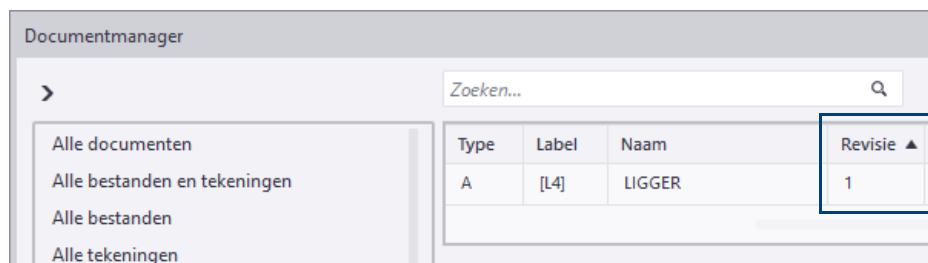 Documentmanager
Zoeken...
Alle documenten
Alle bestanden en tekeningen
Alle bestanden
Alle tekeningen
Type Label Naam Revisie
A [L4] LIGGER 1